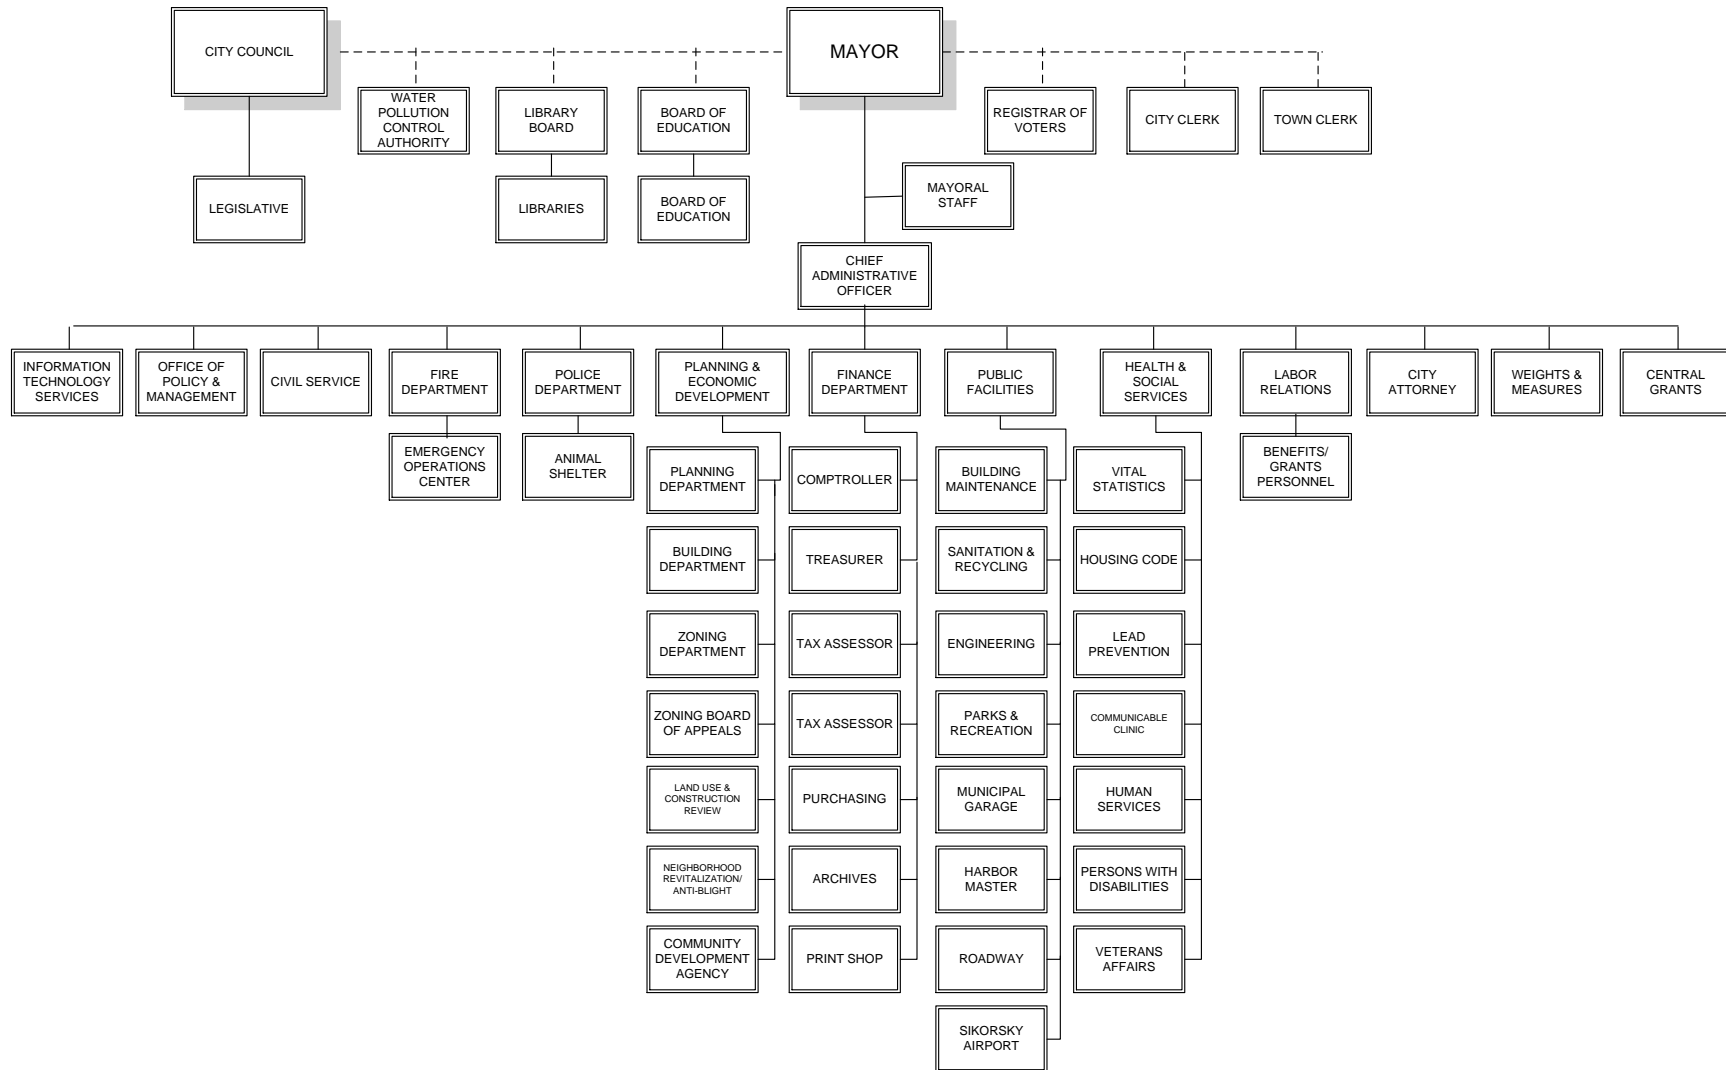 CITY COUNCIL
MAYOR
WATER
POLLUTION
CONTROL
AUTHORITY
LIBRARY
BOARD
BOARD OF
EDUCATION
REGISTRAR OF
VOTERS
CITY CLERK
TOWN CLERK
LEGISLATIVE
LIBRARIES
BOARD OF
EDUCATION
MAYORAL
STAFF
CHIEF
ADMINISTRATIVE
OFFICER
INFORMATION
TECHNOLOGY
SERVICES
OFFICE OF
POLICY &
MANAGEMENT
CIVIL SERVICE
FIRE
DEPARTMENT
POLICE
DEPARTMENT
PLANNING &
ECONOMIC
DEVELOPMENT
FINANCE
DEPARTMENT
PUBLIC
FACILITIES
HEALTH &
SOCIAL
SERVICES
LABOR
RELATIONS
CITY
ATTORNEY
WEIGHTS &
MEASURES
CENTRAL
GRANTS
EMERGENCY
OPERATIONS
CENTER
ANIMAL
SHELTER
PLANNING
DEPARTMENT
COMPTROLLER
BUILDING
MAINTENANCE
VITAL
STATISTICS
BENEFITS/
GRANTS
PERSONNEL
BUILDING
DEPARTMENT
TREASURER
SANITATION &
RECYCLING
HOUSING CODE
ZONING
DEPARTMENT
TAX ASSESSOR
ENGINEERING
LEAD
PREVENTION
ZONING BOARD
OF APPEALS
TAX ASSESSOR
PARKS &
RECREATION
COMMUNICABLE
CLINIC
LAND USE &
CONSTRUCTION
REVIEW
PURCHASING
MUNICIPAL
GARAGE
HUMAN
SERVICES
NEIGHBORHOOD
REVITALIZATION/
ANTI-BLIGHT
ARCHIVES
HARBOR
MASTER
PERSONS WITH
DISABILITIES
COMMUNITY
DEVELOPMENT
AGENCY
PRINT SHOP
ROADWAY
VETERANS
AFFAIRS
SIKORSKY
AIRPORT